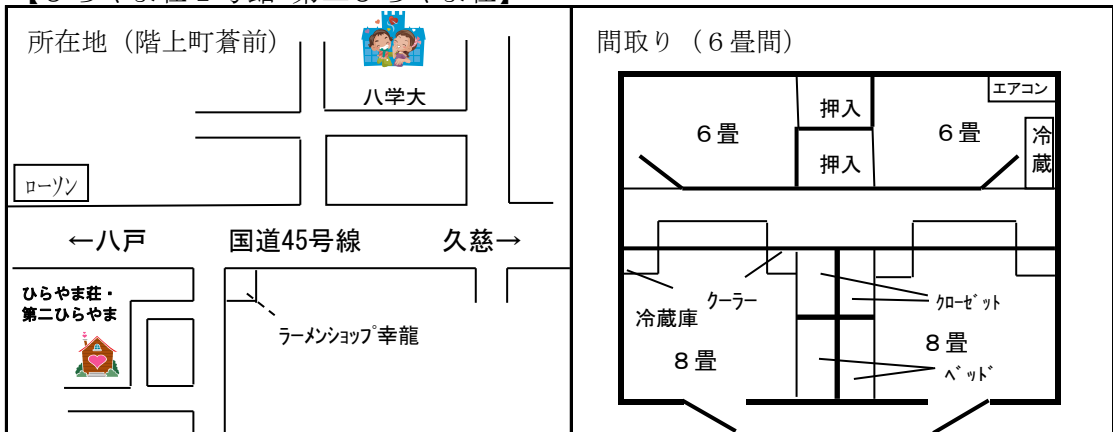 所在地（階上町蒼前）
八学大
ローソン
←八戸 国道45号線 久慈→
ひらやま荘・
第二ひらやま
ラーメンショップ幸龍
間取り（６畳間）
エアコン
押入
６畳
６畳
冷蔵
押入
クーラー
クローゼット
冷蔵庫
８畳
８畳
ベッド